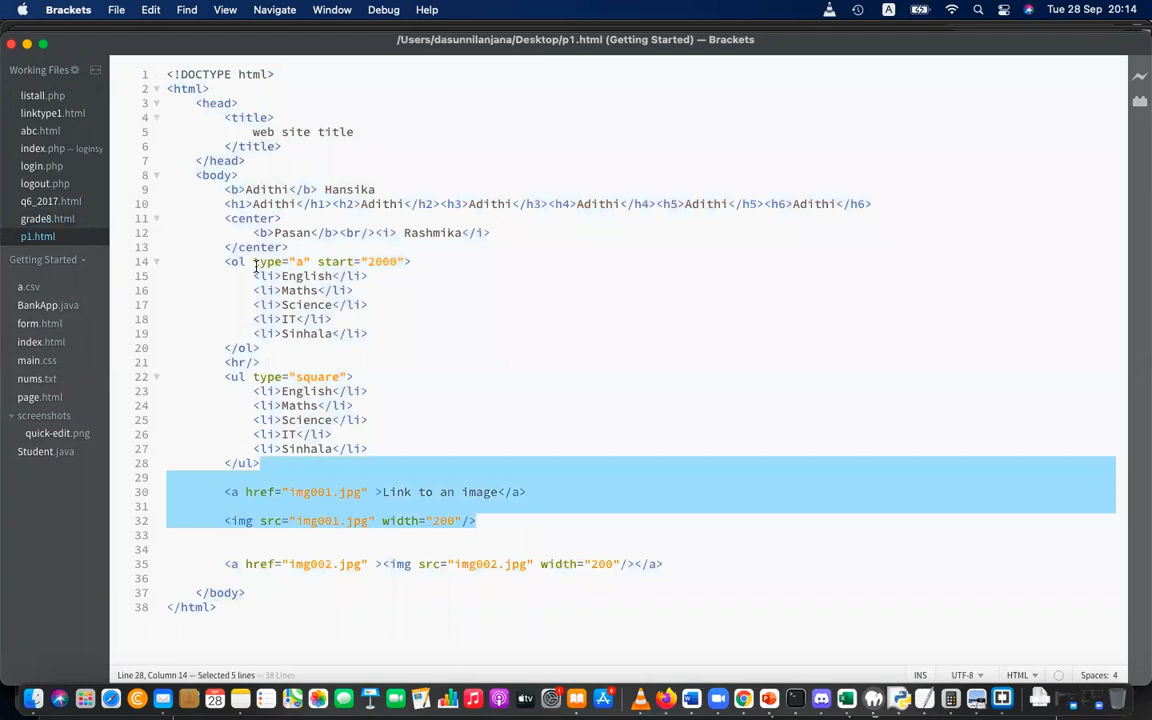 Brackets File Edit Find View Navigate Window Debug Help A Tue 28 Sep 20:14
/Users/dasunnilanjana/Desktop/p1.html (Getting Started) — Brackets
Working Files
listall.php
linktype1.html
abc.html
index.php — loginsy
login.php
logout.php
q6_2017.html
grade8.html
p1.html
Getting Started
a.csv
BankApp.java
form.html
index.html
main.css
nums.txt
page.html
screenshots
quick-edit.png
Student.java
1 <!DOCTYPE html>
2 <html>
3 <head>
4 <title>
5 web site title
6 </title>
7 </head>
8 <body>
9 <b>Adithi</b> Hansika
10 <h1>Adithi</h1><h2>Adithi</h2><h3>Adithi</h3><h4>Adithi</h4><h5>Adithi</h5><h6>Adithi</h6>
11 <center>
12 <b>Pasan</b><br/><i> Rashmika</i>
13 </center>
14 <ol type="a" start="2000">
15 <li>English</li>
16 <li>Maths</li>
17 <li>Science</li>
18 <li>IT</li>
19 <li>Sinhala</li>
20 </ol>
21 <hr/>
22 <ul type="square">
23 <li>English</li>
24 <li>Maths</li>
25 <li>Science</li>
26 <li>IT</li>
27 <li>Sinhala</li>
28 </ul>
29
30 <a href="img001.jpg" >Link to an image</a>
31
32 <img src="img001.jpg" width="200"/>
33
34
35 <a href="img002.jpg" ><img src="img002.jpg" width="200"/></a>
36
37 </body>
38 </html>
Line 28, Column 14 — Selected 5 lines — 38 Lines INS UTF-8 HTML Spaces: 4